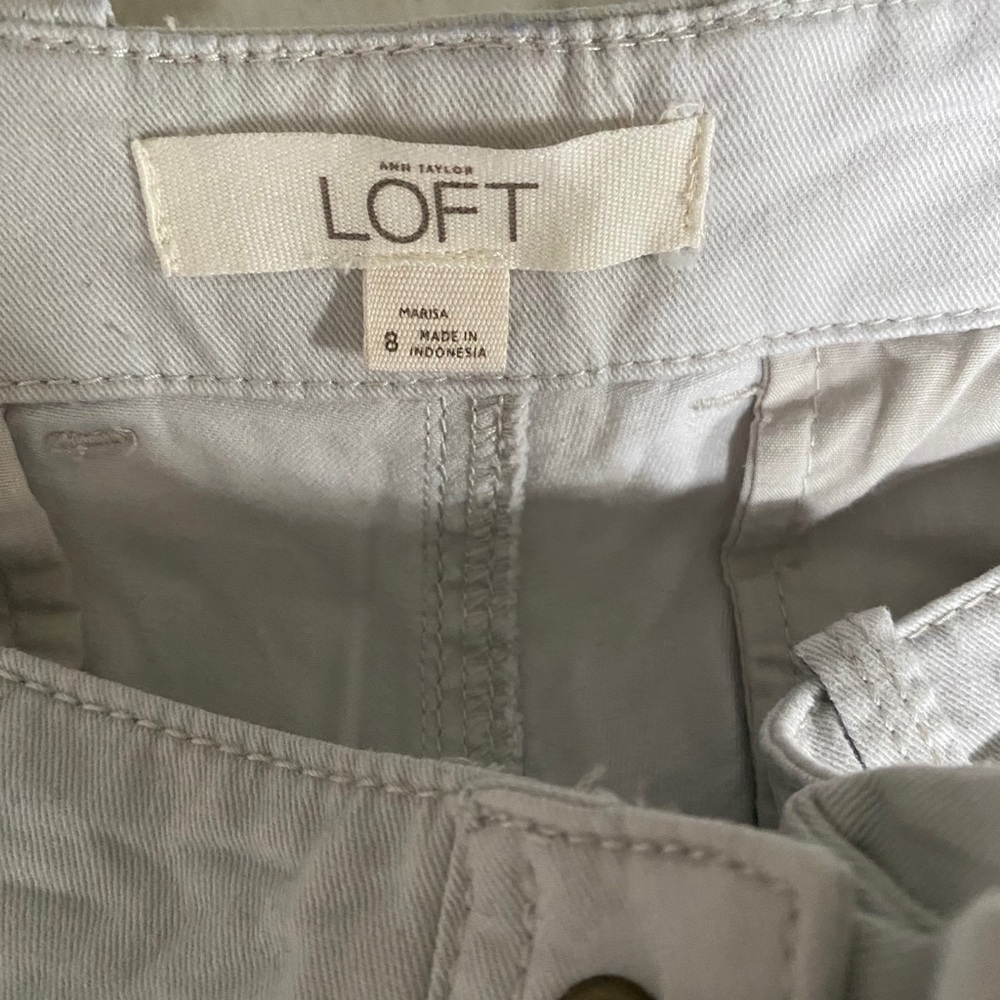 ANN TAYLOR
LOFT
MARISA
8 MADE IN
INDONESIA